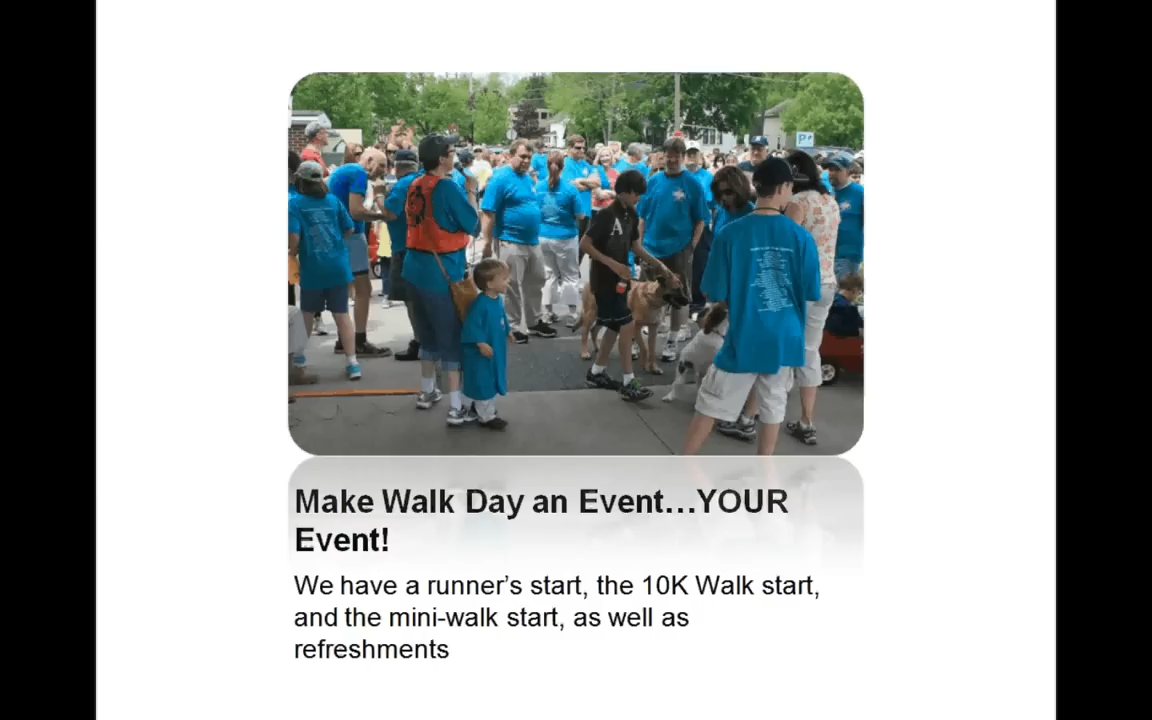 P
A
Make Walk Day an Event…YOUR
Event!
We have a runner’s start, the 10K Walk start,
and the mini-walk start, as well as
refreshments